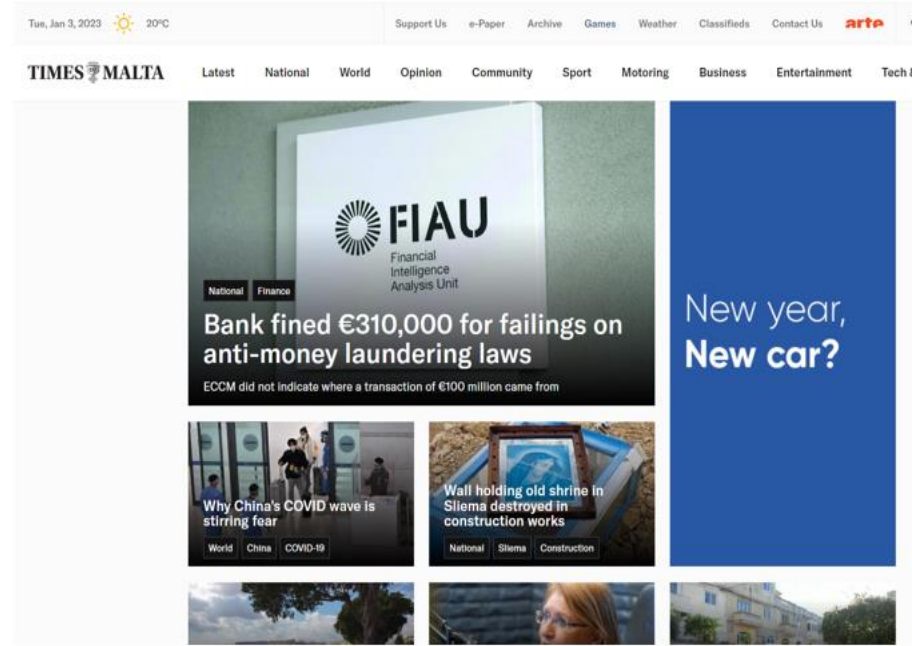 Tue, Jan 3, 2023 20°C Support Us e-Paper Archive Games Weather Classifieds Contact Us arte
TIMES MALTA Latest National World Opinion Community Sport Motoring Business Entertainment Tech &
FIAU
Financial
Intelligence
Analysis Unit
National Finance
Bank fined €310,000 for failings on
anti-money laundering laws
ECCM did not indicate where a transaction of €100 million came from
New year,
New car?
Why China's COVID wave is
stirring fear
World China COVID-19
Wall holding old shrine in
Sliema destroyed in
construction works
National Sliema Construction